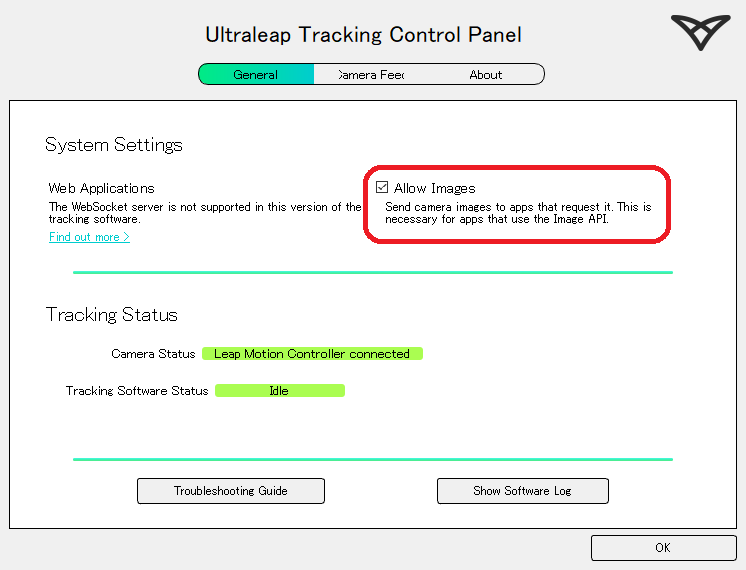 Ultraleap Tracking Control Panel
General
Camera Feed
About
System Settings
Web Applications
The WebSocket server is not supported in this version of the
tracking software.
Find out more >
Allow Images
Send camera images to apps that request it. This is
necessary for apps that use the Image API.
Tracking Status
Camera Status Leap Motion Controller connected
Tracking Software Status Idle
Troubleshooting Guide
Show Software Log
OK